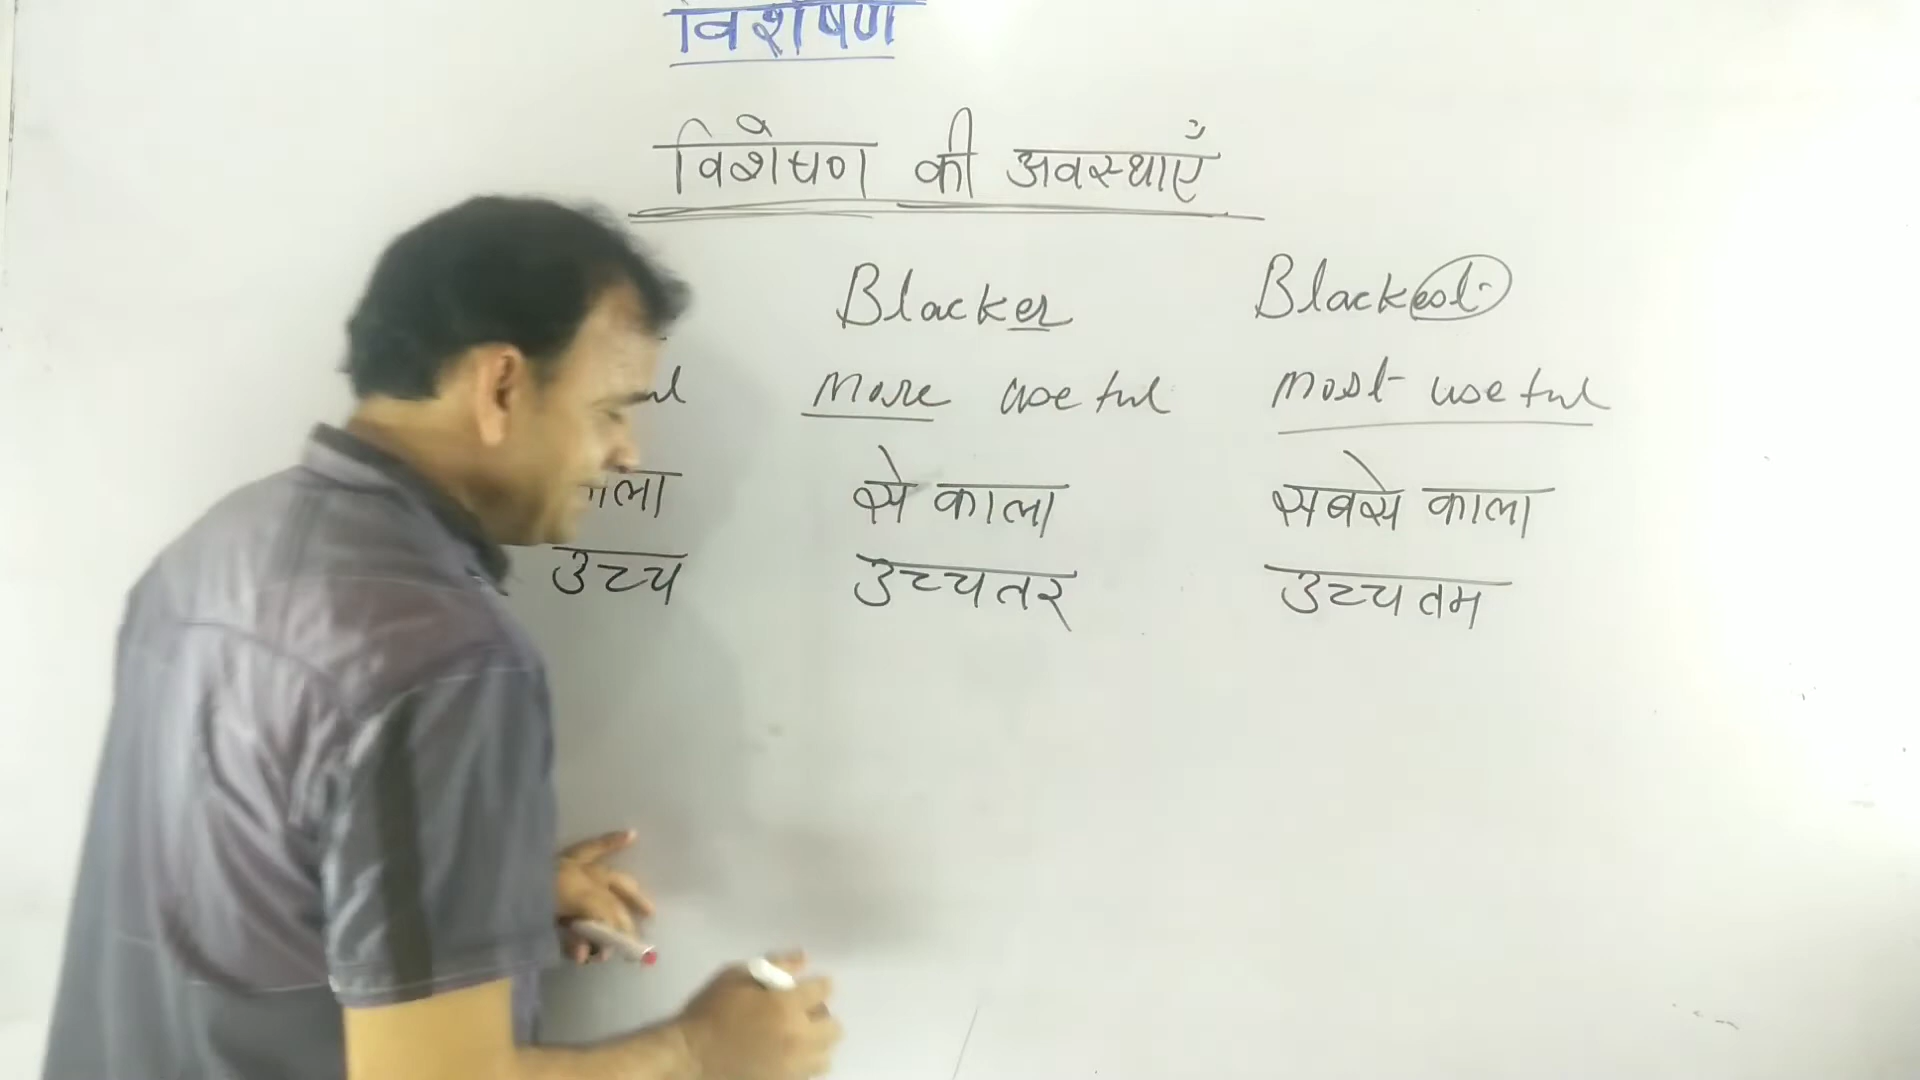 विशेषण
विशेषण की अवस्थाएँ
Blacker Blackest
More useful most useful
से काला सबसे काला
उच्च उच्चतर उच्चतम